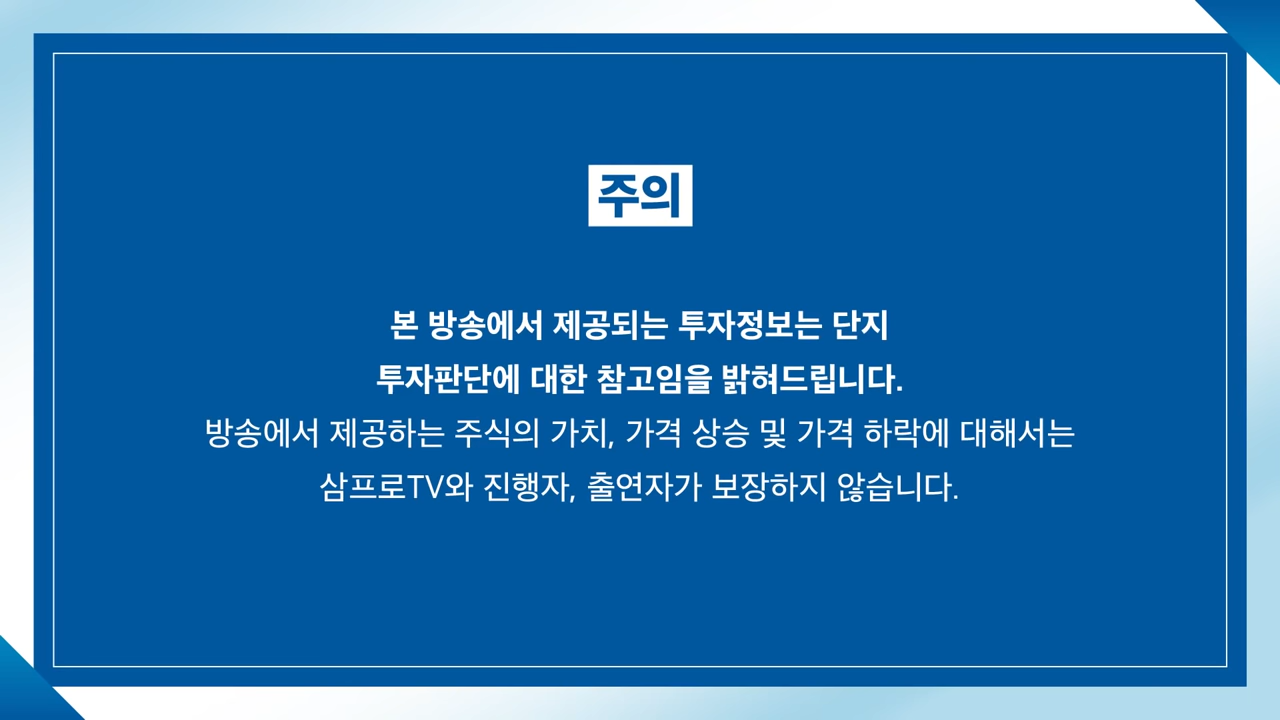 주의
본 방송에서 제공되는 투자정보는 단지
투자판단에 대한 참고임을 밝혀드립니다.
방송에서 제공하는 주식의 가치, 가격 상승 및 가격 하락에 대해서는
삼프로TV와 진행자, 출연자가 보장하지 않습니다.